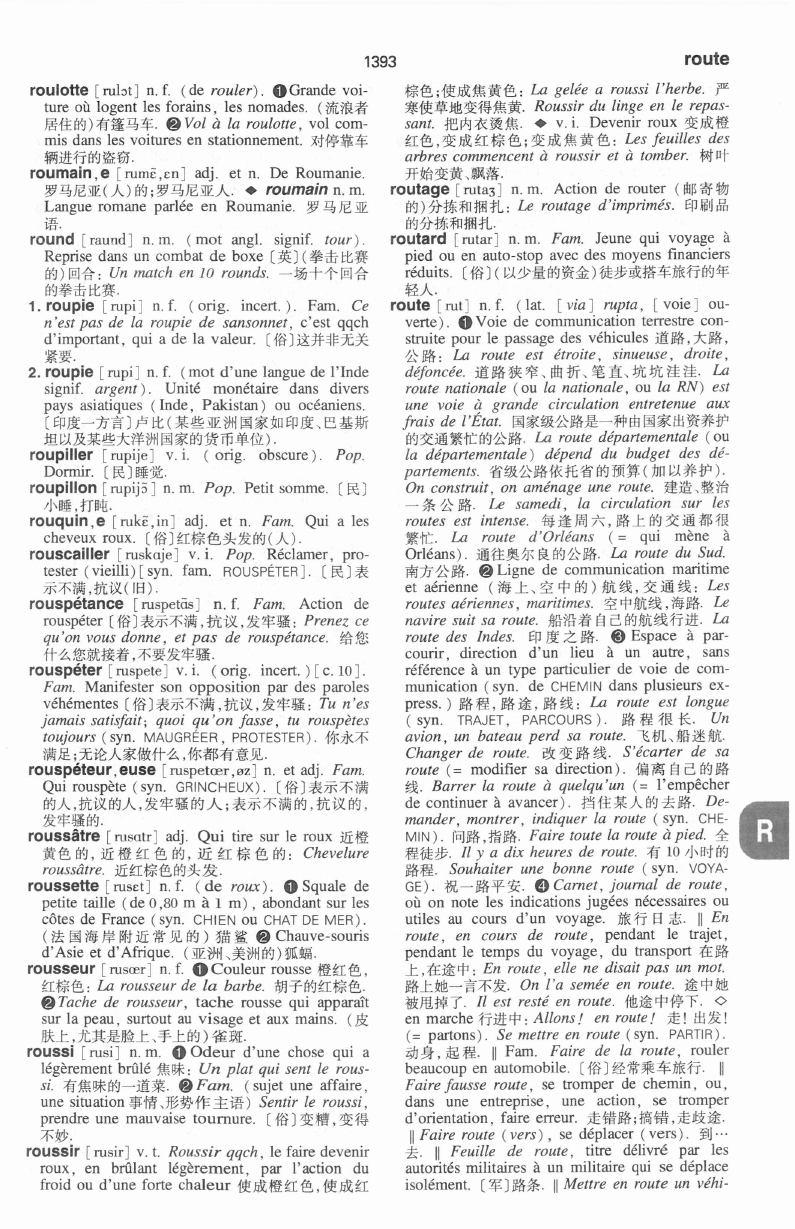 1393
route
roulotte [rulɔt] n. f. (de rouler). ❶Grande voi-
ture où logent les forains, les nomades. (流浪者
居住的)有篷马车. ❷Vol à la roulotte, vol com-
mis dans les voitures en stationnement. 对停靠车
辆进行的盗窃.
roumain,e [rumɛ̃,ɛn] adj. et n. De Roumanie.
罗马尼亚(人)的;罗马尼亚人. ◆ roumain n. m.
Langue romane parlée en Roumanie. 罗马尼亚
语.
round [raund] n. m. (mot angl. signif. tour).
Reprise dans un combat de boxe [英](拳击比赛
的)回合: Un match en 10 rounds. 一场十个回合
的拳击比赛.
1. roupie [rupi] n. f. (orig. incert.). Fam. Ce
n'est pas de la roupie de sansonnet, c'est qqch
d'important, qui a de la valeur. 〔俗〕这并非无关
紧要.
2. roupie [rupi] n. f. (mot d'une langue de l'Inde
signif. argent). Unité monétaire dans divers
pays asiatiques (Inde, Pakistan) ou océaniens.
〔印度一方言〕卢比(某些亚洲国家如印度、巴基斯
坦以及某些大洋洲国家的货币单位).
roupiller [rupije] v. i. (orig. obscure). Pop.
Dormir. 〔民〕睡觉.
roupillon [rupijɔ̃] n. m. Pop. Petit somme. 〔民〕
小睡,打盹.
rouquin,e [rukɛ̃,in] adj. et n. Fam. Qui a les
cheveux roux. 〔俗〕红棕色头发的(人).
rouscailler [ruskɑje] v. i. Pop. Réclamer, pro-
tester (vieilli)[syn. fam. ROUSPÉTER]. 〔民〕表
示不满,抗议(旧).
rouspétance [ruspetɑ̃s] n. f. Fam. Action de
rouspéter 〔俗〕表示不满,抗议,发牢骚: Prenez ce
qu'on vous donne, et pas de rouspétance. 给您
什么您就接着,不要发牢骚.
rouspéter [ruspete] v. i. (orig. incert.)[c. 10].
Fam. Manifester son opposition par des paroles
véhémentes 〔俗〕表示不满,抗议,发牢骚: Tu n'es
jamais satisfait; quoi qu'on fasse, tu rouspètes
toujours (syn. MAUGRÉER, PROTESTER). 你永不
满足;无论人家做什么,你都有意见.
rouspéteur,euse [ruspetœr,øz] n. et adj. Fam.
Qui rouspète (syn. GRINCHEUX). 〔俗〕表示不满
的人,抗议的人,发牢骚的人;表示不满的,抗议的,
发牢骚的.
roussâtre [rusɑtr] adj. Qui tire sur le roux 近橙
黄色的, 近橙红色的, 近红棕色的: Chevelure
roussâtre. 近红棕色的头发.
roussette [rusɛt] n. f. (de roux). ❶ Squale de
petite taille (de 0,80 m à 1 m), abondant sur les
côtes de France (syn. CHIEN ou CHAT DE MER).
(法国海岸附近常见的)猫鲨 ❷ Chauve-souris
d'Asie et d'Afrique. (亚洲、美洲的)狐蝠.
rousseur [rusœr] n. f. ❶Couleur rousse 橙红色,
红棕色: La rousseur de la barbe. 胡子的红棕色.
❷Tache de rousseur, tache rousse qui apparaît
sur la peau, surtout au visage et aux mains. (皮
肤上,尤其是脸上、手上的)雀斑.
roussi [rusi] n. m. ❶ Odeur d'une chose qui a
légèrement brûlé 焦味: Un plat qui sent le rous-
si. 有焦味的一道菜. ❷Fam. (sujet une affaire,
une situation 事情、形势作主语) Sentir le roussi,
prendre une mauvaise tournure. 〔俗〕变糟,变得
不妙.
roussir [rusir] v. t. Roussir qqch, le faire devenir
roux, en brûlant légèrement, par l'action du
froid ou d'une forte chaleur 使成橙红色,使成红
棕色;使成焦黄色: La gelée a roussi l'herbe. 严
寒使草地变得焦黄. Roussir du linge en le repas-
sant. 把内衣烫焦. ◆ v. i. Devenir roux 变成橙
红色,变成红棕色;变成焦黄色: Les feuilles des
arbres commencent à roussir et à tomber. 树叶
开始变黄、飘落.
routage [rutaʒ] n. m. Action de router (邮寄物
的)分拣和捆扎: Le routage d'imprimés. 印刷品
的分拣和捆扎.
routard [rutar] n. m. Fam. Jeune qui voyage à
pied ou en auto-stop avec des moyens financiers
réduits. 〔俗〕(以少量的资金)徒步或搭车旅行的年
轻人.
route [rut] n. f. (lat. [via] rupta, [voie] ou-
verte). ❶Voie de communication terrestre con-
struite pour le passage des véhicules 道路,大路,
公路: La route est étroite, sinueuse, droite,
défoncée. 道路狭窄、曲折、笔直、坑坑洼洼. La
route nationale (ou la nationale, ou la RN) est
une voie à grande circulation entretenue aux
frais de l'État. 国家级公路是一种由国家出资养护
的交通繁忙的公路. La route départementale (ou
la départementale) dépend du budget des dé-
partements. 省级公路依托省的预算(加以养护).
On construit, on aménage une route. 建造、整治
一条公路. Le samedi, la circulation sur les
routes est intense. 每逢周六,路上的交通都很
繁忙. La route d'Orléans (= qui mène à
Orléans). 通往奥尔良的公路. La route du Sud.
南方公路. ❷Ligne de communication maritime
et aérienne (海上、空中的)航线,交通线: Les
routes aériennes, maritimes. 空中航线,海路. Le
navire suit sa route. 船沿着自己的航线行进. La
route des Indes. 印度之路. ❸ Espace à par-
courir, direction d'un lieu à un autre, sans
référence à un type particulier de voie de com-
munication (syn. de CHEMIN dans plusieurs ex-
press.) 路程,路途,路线: La route est longue
(syn. TRAJET, PARCOURS). 路程很长. Un
avion, un bateau perd sa route. 飞机、船迷航.
Changer de route. 改变路线. S'écarter de sa
route (= modifier sa direction). 偏离自己的路
线. Barrer la route à quelqu'un (= l'empêcher
de continuer à avancer). 挡住某人的去路. De-
mander, montrer, indiquer la route (syn. CHE-
MIN). 问路,指路. Faire toute la route à pied. 全
程徒步. Il y a dix heures de route. 有 10 小时的
路程. Souhaiter une bonne route (syn. VOYA-
GE). 祝一路平安. ❹Carnet, journal de route,
où on note les indications jugées nécessaires ou
utiles au cours d'un voyage. 旅行日志. ‖ En
route, en cours de route, pendant le trajet,
pendant le temps du voyage, du transport 在路
上,在途中: En route, elle ne disait pas un mot.
路上她一言不发. On l'a semée en route. 途中她
被甩掉了. Il est resté en route. 他途中停下. ◇
en marche 行进中: Allons! en route! 走! 出发!
(= partons). Se mettre en route (syn. PARTIR).
动身,起程. ‖ Fam. Faire de la route, rouler
beaucoup en automobile. 〔俗〕经常乘车旅行. ‖
Faire fausse route, se tromper de chemin, ou,
dans une entreprise, une action, se tromper
d'orientation, faire erreur. 走错路;搞错,走歧途.
‖ Faire route (vers), se déplacer (vers). 到…
去. ‖ Feuille de route, titre délivré par les
autorités militaires à un militaire qui se déplace
isolément. 〔军〕路条. ‖ Mettre en route un véhi-
R